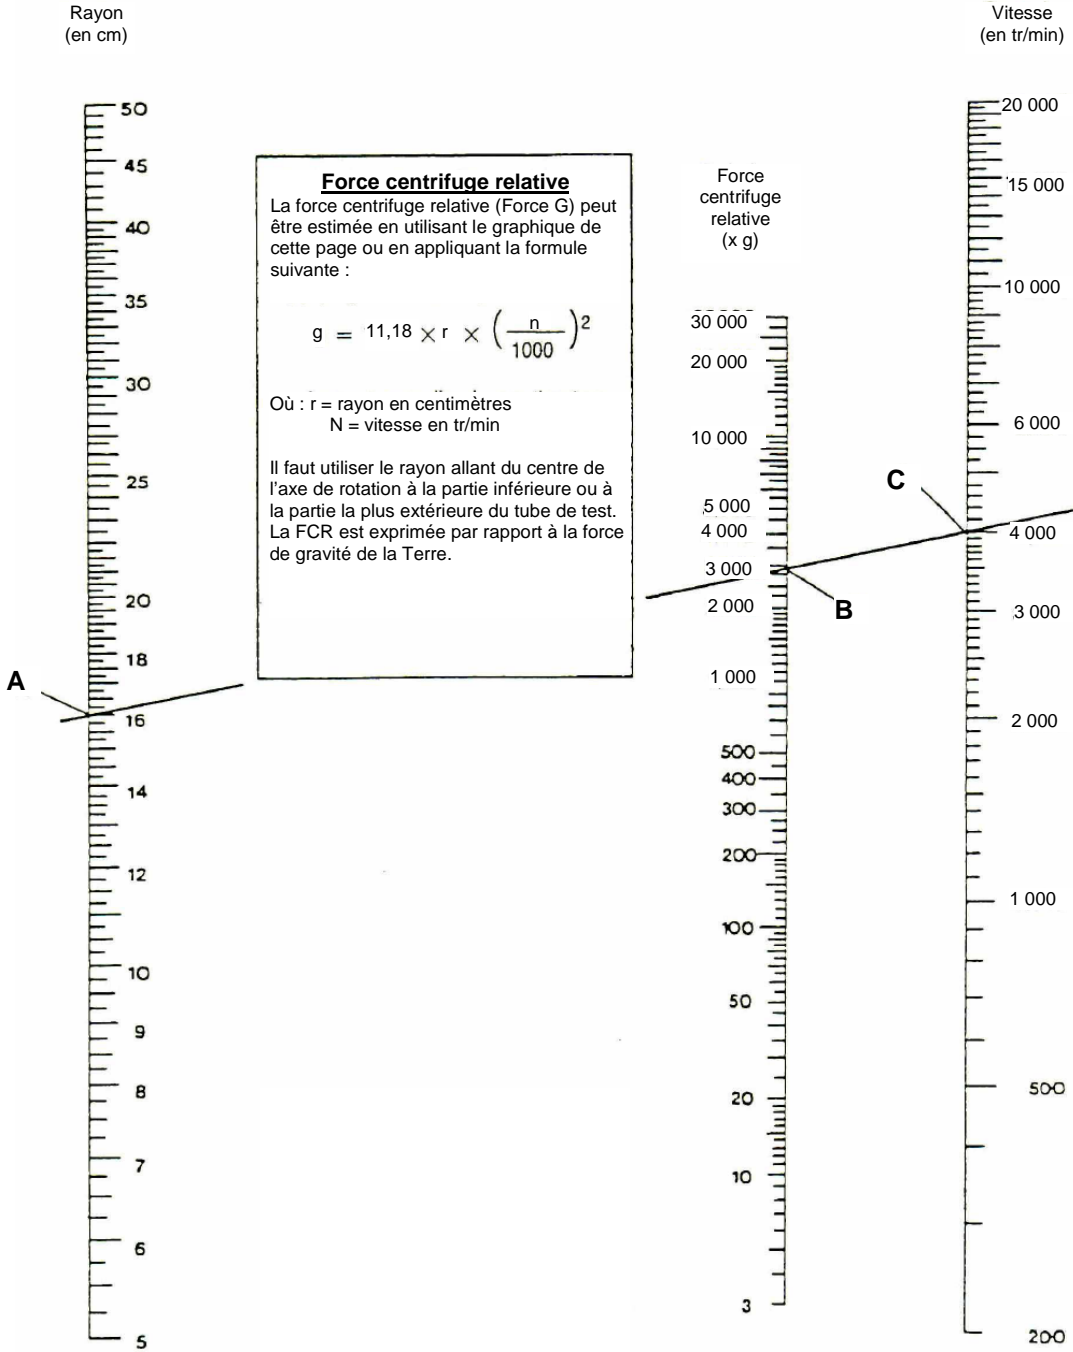 Rayon
(en cm)
50
45
40
35
30
25
20
18
16
14
12
10
9
8
7
6
5
A
Force centrifuge relative
La force centrifuge relative (Force G) peut
être estimée en utilisant le graphique de
cette page ou en appliquant la formule
suivante :
g = 11,18 × r × (n/1000)²
Où : r = rayon en centimètres
N = vitesse en tr/min
Il faut utiliser le rayon allant du centre de
l'axe de rotation à la partie inférieure ou à
la partie la plus extérieure du tube de test.
La FCR est exprimée par rapport à la force
de gravité de la Terre.
Force
centrifuge
relative
(x g)
30 000
20 000
10 000
5 000
4 000
3 000
2 000
1 000
500
400
300
200
100
50
20
10
3
B
Vitesse
(en tr/min)
20 000
15 000
10 000
6 000
4 000
3 000
2 000
1 000
500
200
C